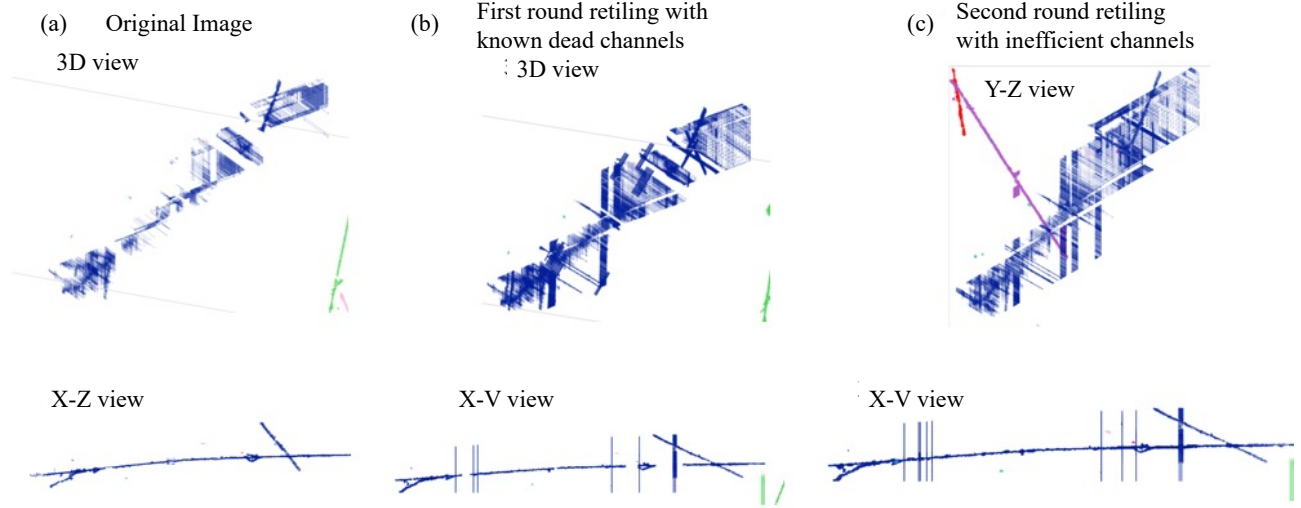 (a) Original Image
3D view
(b) First round retiling with
known dead channels
3D view
(c) Second round retiling
with inefficient channels
Y-Z view
X-Z view
X-V view
X-V view